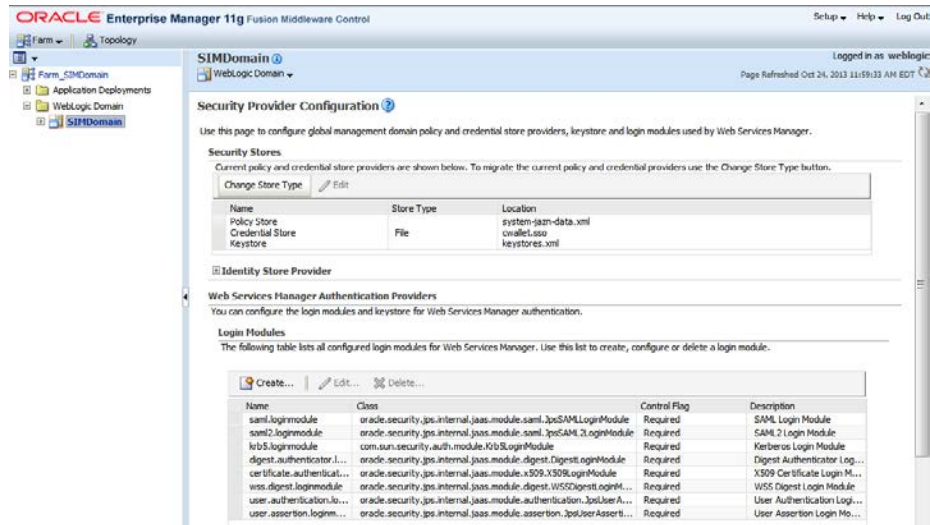 ORACLE Enterprise Manager 11g Fusion Middleware Control
Setup Help Log Out
Farm Topology
Farm_SIMDomain
Application Deployments
WebLogic Domain
SIMDomain
SIMDomain
WebLogic Domain
Logged in as weblogic
Page Refreshed Oct 24, 2013 11:59:33 AM EDT
Security Provider Configuration
Use this page to configure global management domain policy and credential store providers, keystore and login modules used by Web Services Manager.
Security Stores
Current policy and credential store providers are shown below. To migrate the current policy and credential providers use the Change Store Type button.
Change Store Type Edit
Name Store Type Location
Policy Store system-jazn-data.xml
Credential Store File cwallet.sso
Keystore keystores.xml
Identity Store Provider
Web Services Manager Authentication Providers
You can configure the login modules and keystore for Web Services Manager authentication.
Login Modules
The following table lists all configured login modules for Web Services Manager. Use this list to create, configure or delete a login module.
Create... Edit... Delete...
Name Class Control Flag Description
saml.loginmodule oracle.security.jps.internal.jaas.module.saml.JpsSAMLLoginModule Required SAML Login Module
saml2.loginmodule oracle.security.jps.internal.jaas.module.saml.JpsSAML2LoginModule Required SAML2 Login Module
krb5.loginmodule com.sun.security.auth.module.Krb5LoginModule Required Kerberos Login Module
digest.authenticator.l... oracle.security.jps.internal.jaas.module.digest.DigestLoginModule Required Digest Authenticator Log...
certificate.authenticat... oracle.security.jps.internal.jaas.module.x509.X509LoginModule Required X509 Certificate Login M...
wss.digest.loginmodule oracle.security.jps.internal.jaas.module.digest.WSSDigestLoginM... Required WSS Digest Login Module
user.authentication.lo... oracle.security.jps.internal.jaas.module.authentication.JpsUserA... Required User Authentication Logi...
user.assertion.loginm... oracle.security.jps.internal.jaas.module.assertion.JpsUserAsserti... Required User Assertion Login Mo...